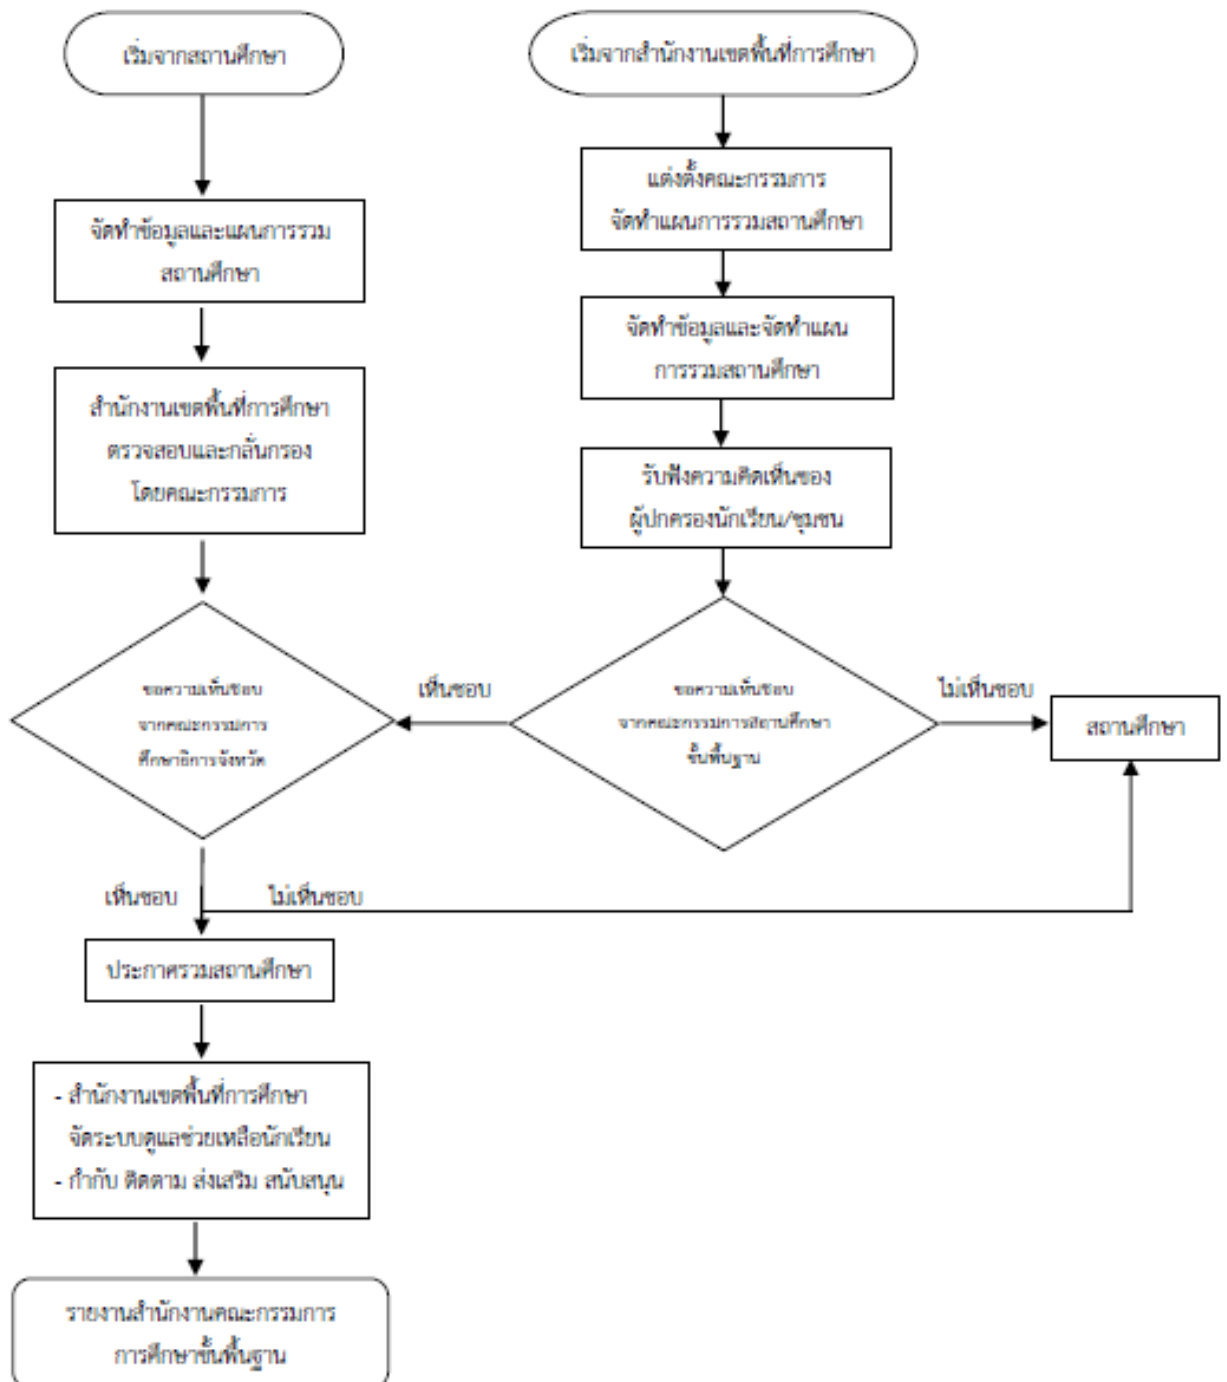 เริ่มจากสถานศึกษา
เริ่มจากสำนักงานเขตพื้นที่การศึกษา
แต่งตั้งคณะกรรมการ
จัดทำแผนการรวมสถานศึกษา
จัดทำข้อมูลและแผนการรวม
สถานศึกษา
จัดทำข้อมูลและจัดทำแผน
การรวมสถานศึกษา
สำนักงานเขตพื้นที่การศึกษา
ตรวจสอบและกลั่นกรอง
โดยคณะกรรมการ
รับฟังความคิดเห็นของ
ผู้ปกครองนักเรียน/ชุมชน
ขอความเห็นชอบ
จากคณะกรรมการ
ศึกษาธิการจังหวัด
เห็นชอบ
ขอความเห็นชอบ
จากคณะกรรมการสถานศึกษา
ขั้นพื้นฐาน
ไม่เห็นชอบ
สถานศึกษา
เห็นชอบ
ไม่เห็นชอบ
ประกาศรวมสถานศึกษา
- สำนักงานเขตพื้นที่การศึกษา
จัดระบบดูแลช่วยเหลือนักเรียน
- กำกับ ติดตาม ส่งเสริม สนับสนุน
รายงานสำนักงานคณะกรรมการ
การศึกษาขั้นพื้นฐาน